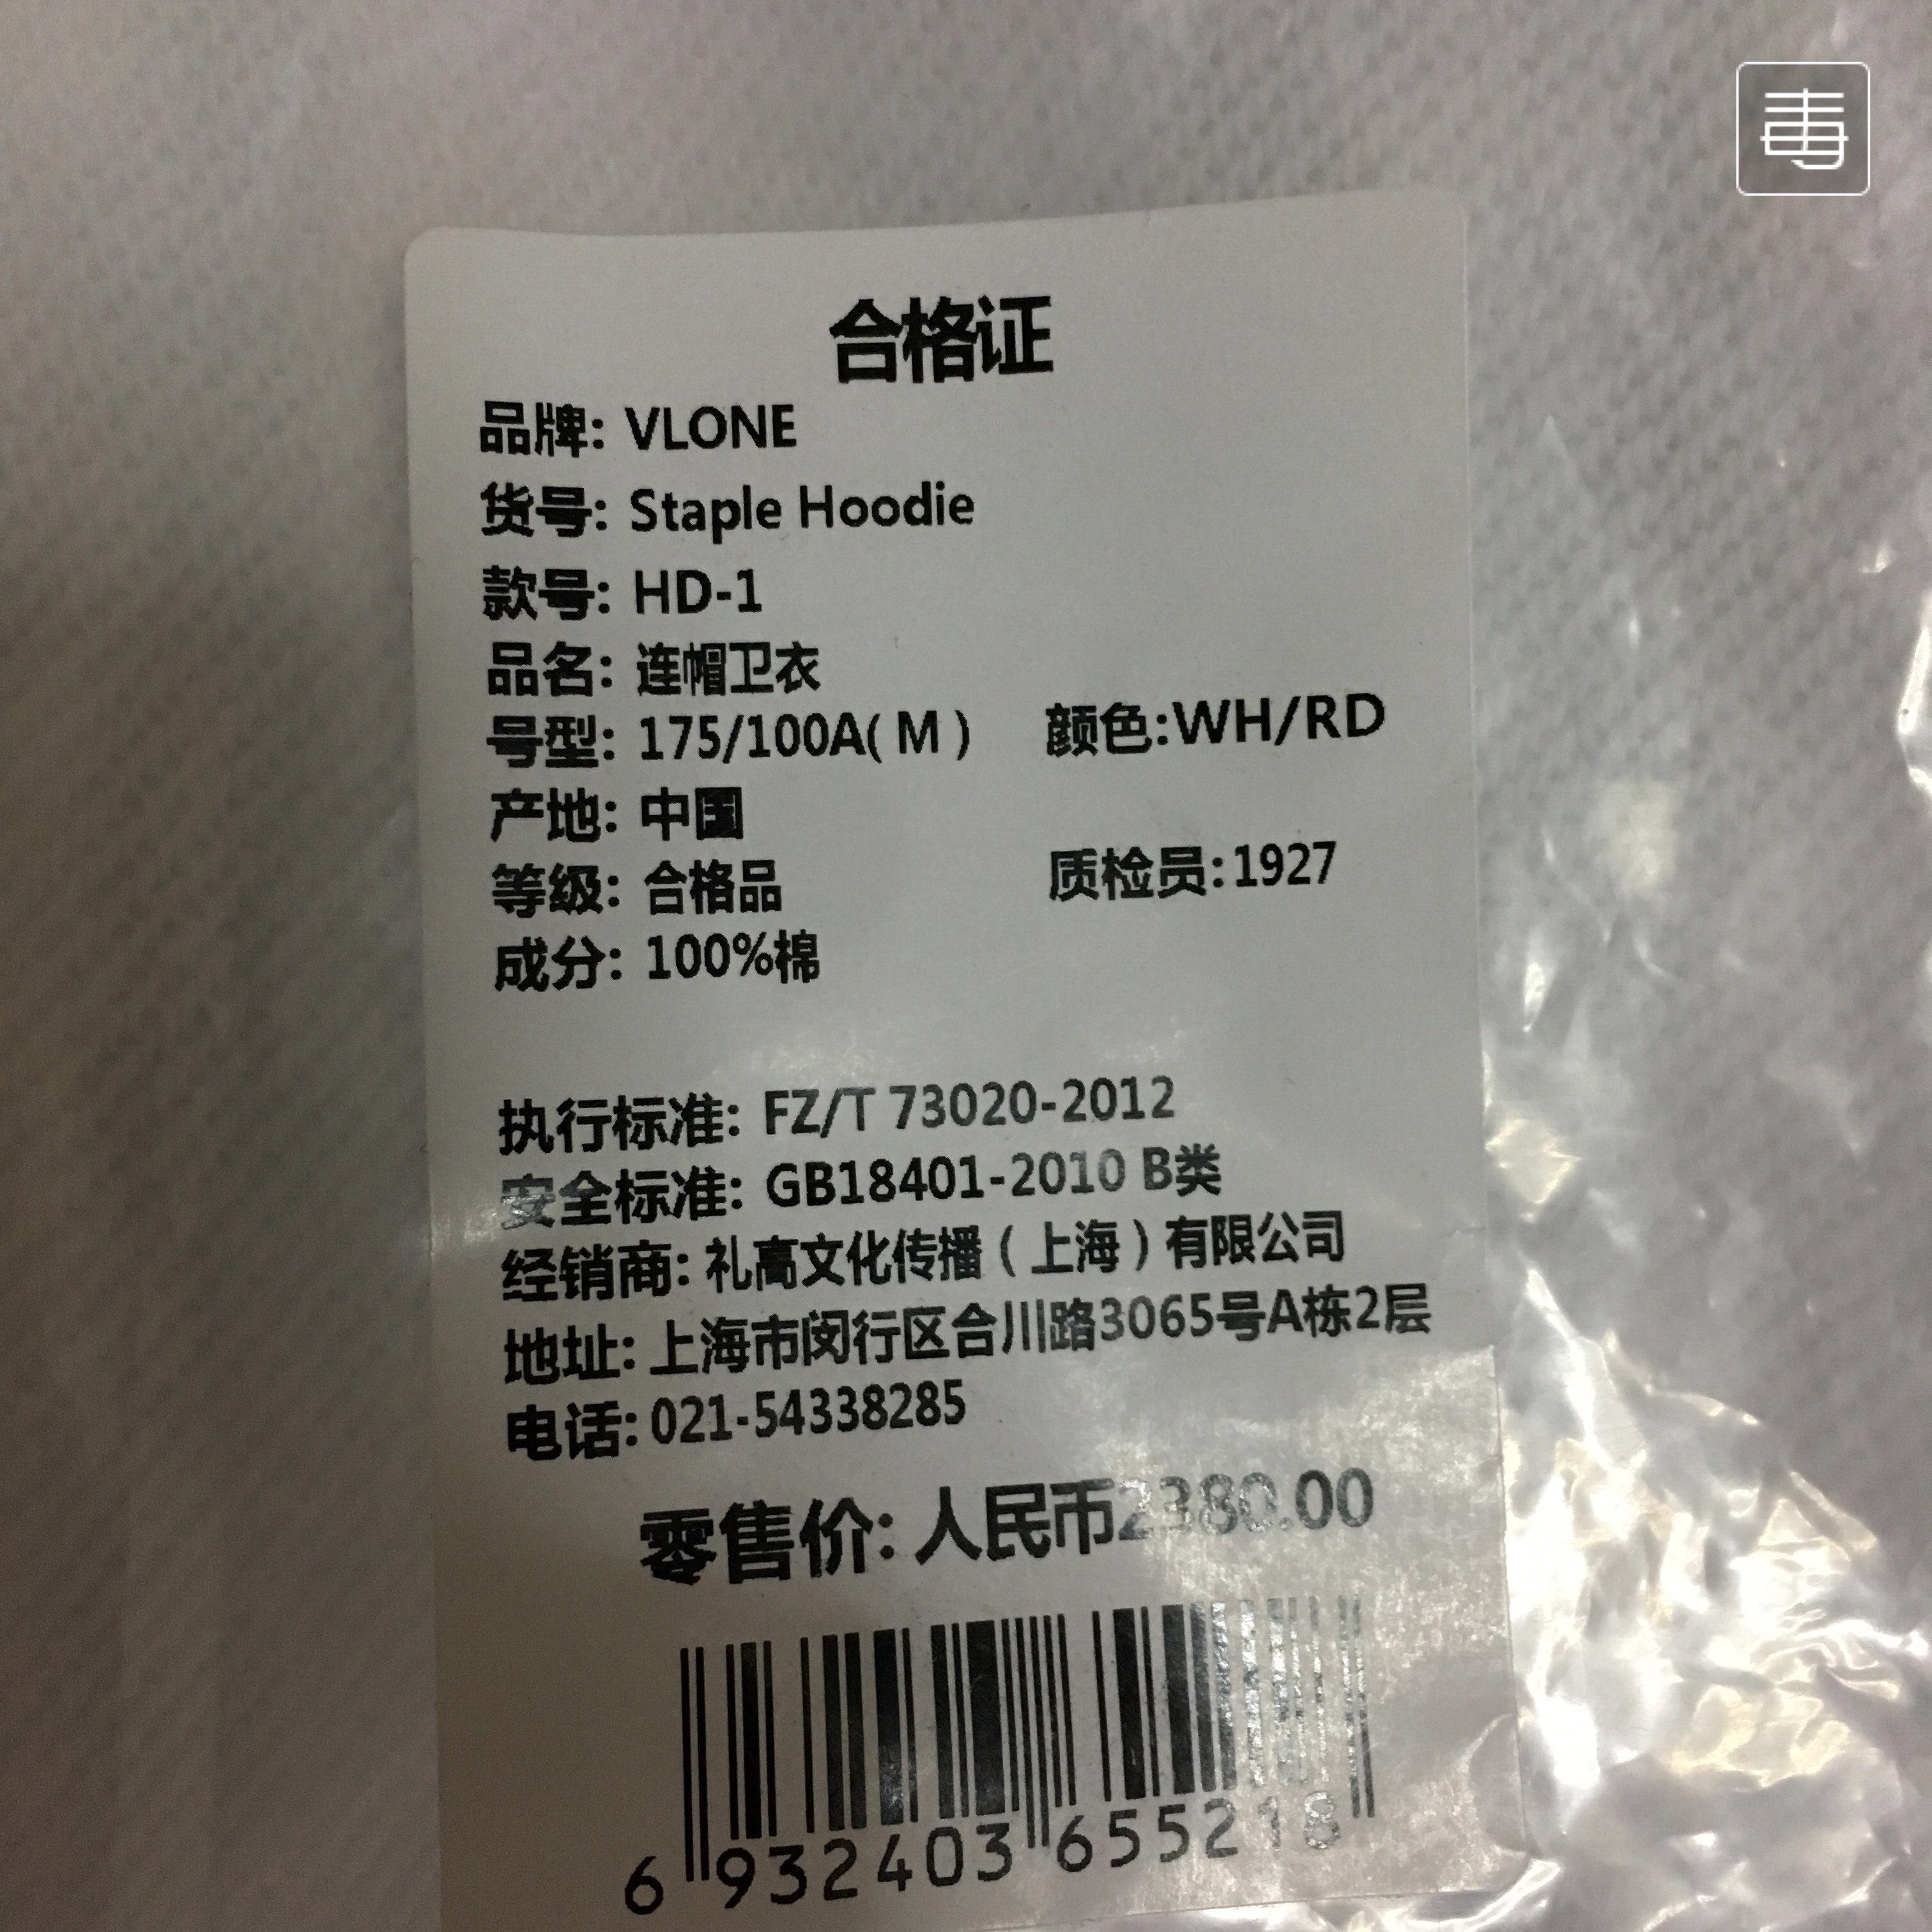 毒
合格证
品牌: VLONE
货号: Staple Hoodie
款号: HD-1
品名: 连帽卫衣
号型: 175/100A( M ) 颜色:WH/RD
产地: 中国
等级: 合格品 质检员:1927
成分: 100%棉
执行标准: FZ/T 73020-2012
安全标准: GB18401-2010 B类
经销商: 礼高文化传播（上海）有限公司
地址: 上海市闵行区合川路3065号A栋2层
电话: 021-54338285
零售价: 人民币2380.00
6 932403 655218